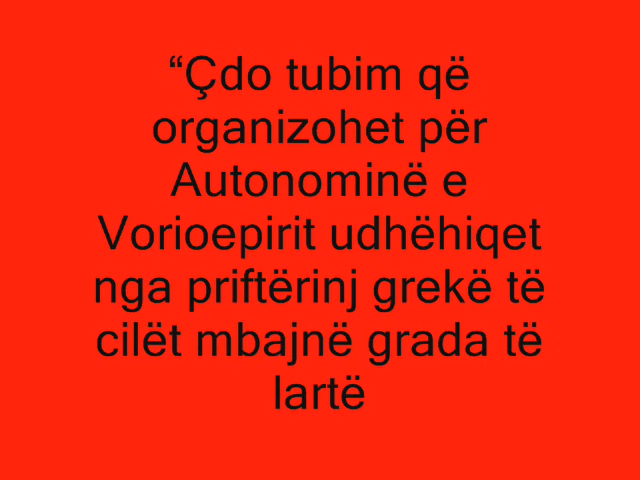 “Çdo tubim që
organizohet për
Autonominë e
Vorioepirit udhëhiqet
nga priftërinj grekë të
cilët mbajnë grada të
lartë